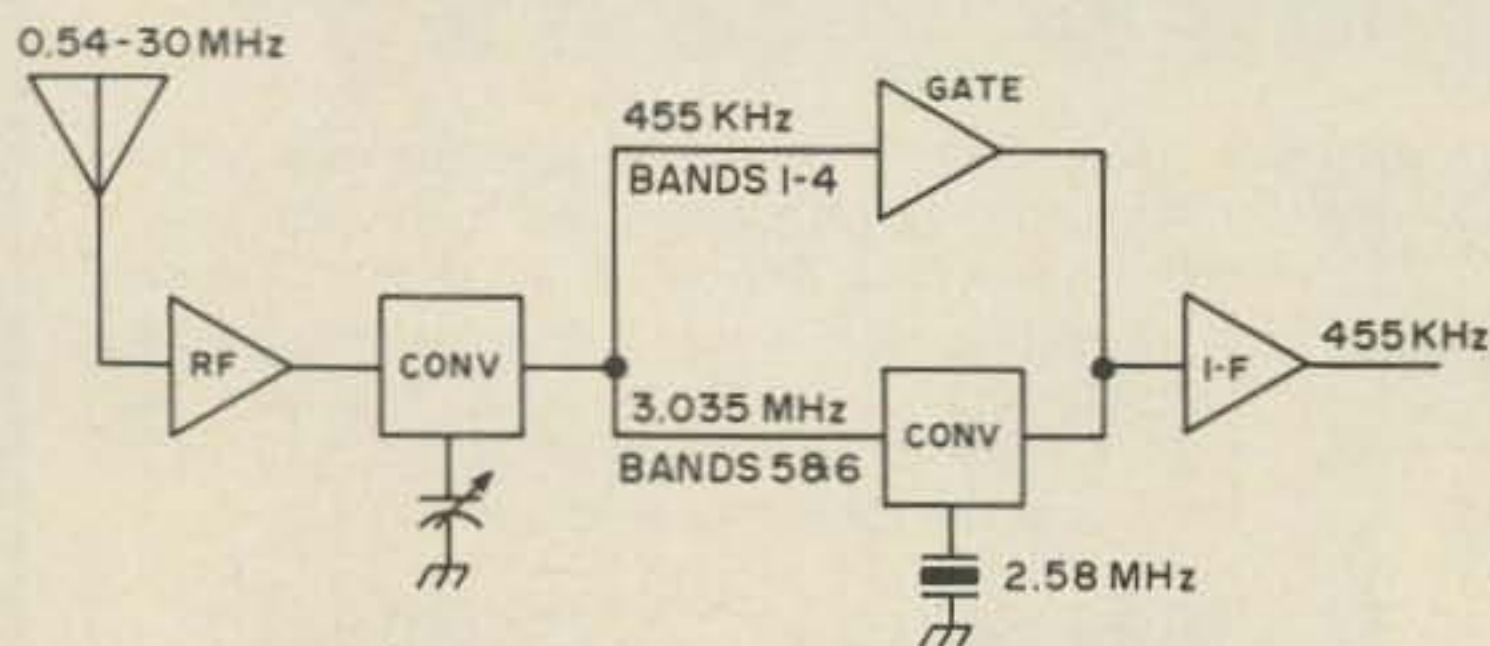 0.54-30MHz
455 KHz
BANDS 1-4
GATE
RF
CONV
3.035 MHz
BANDS 5&6
CONV
I-F
455KHz
2.58 MHz